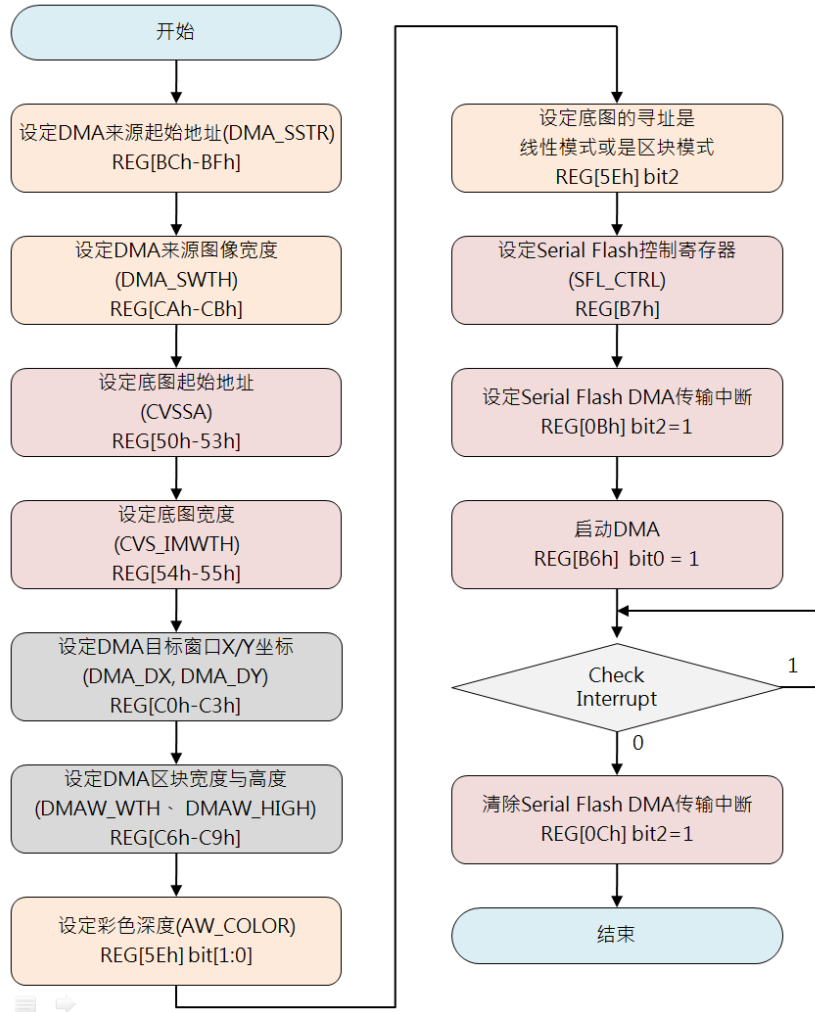 开始
设定DMA来源起始地址(DMA_SSTR)
REG[BCh-BFh]
设定DMA来源图像宽度
(DMA_SWTH)
REG[CAh-CBh]
设定底图起始地址
(CVSSA)
REG[50h-53h]
设定底图宽度
(CVS_IMWTH)
REG[54h-55h]
设定DMA目标窗口X/Y坐标
(DMA_DX, DMA_DY)
REG[C0h-C3h]
设定DMA区块宽度与高度
(DMAW_WTH、 DMAW_HIGH)
REG[C6h-C9h]
设定彩色深度(AW_COLOR)
REG[5Eh] bit[1:0]
设定底图的寻址是
线性模式或是区块模式
REG[5Eh] bit2
设定Serial Flash控制寄存器
(SFL_CTRL)
REG[B7h]
设定Serial Flash DMA传输中断
REG[0Bh] bit2=1
启动DMA
REG[B6h] bit0 = 1
Check
Interrupt
1
0
清除Serial Flash DMA传输中断
REG[0Ch] bit2=1
结束